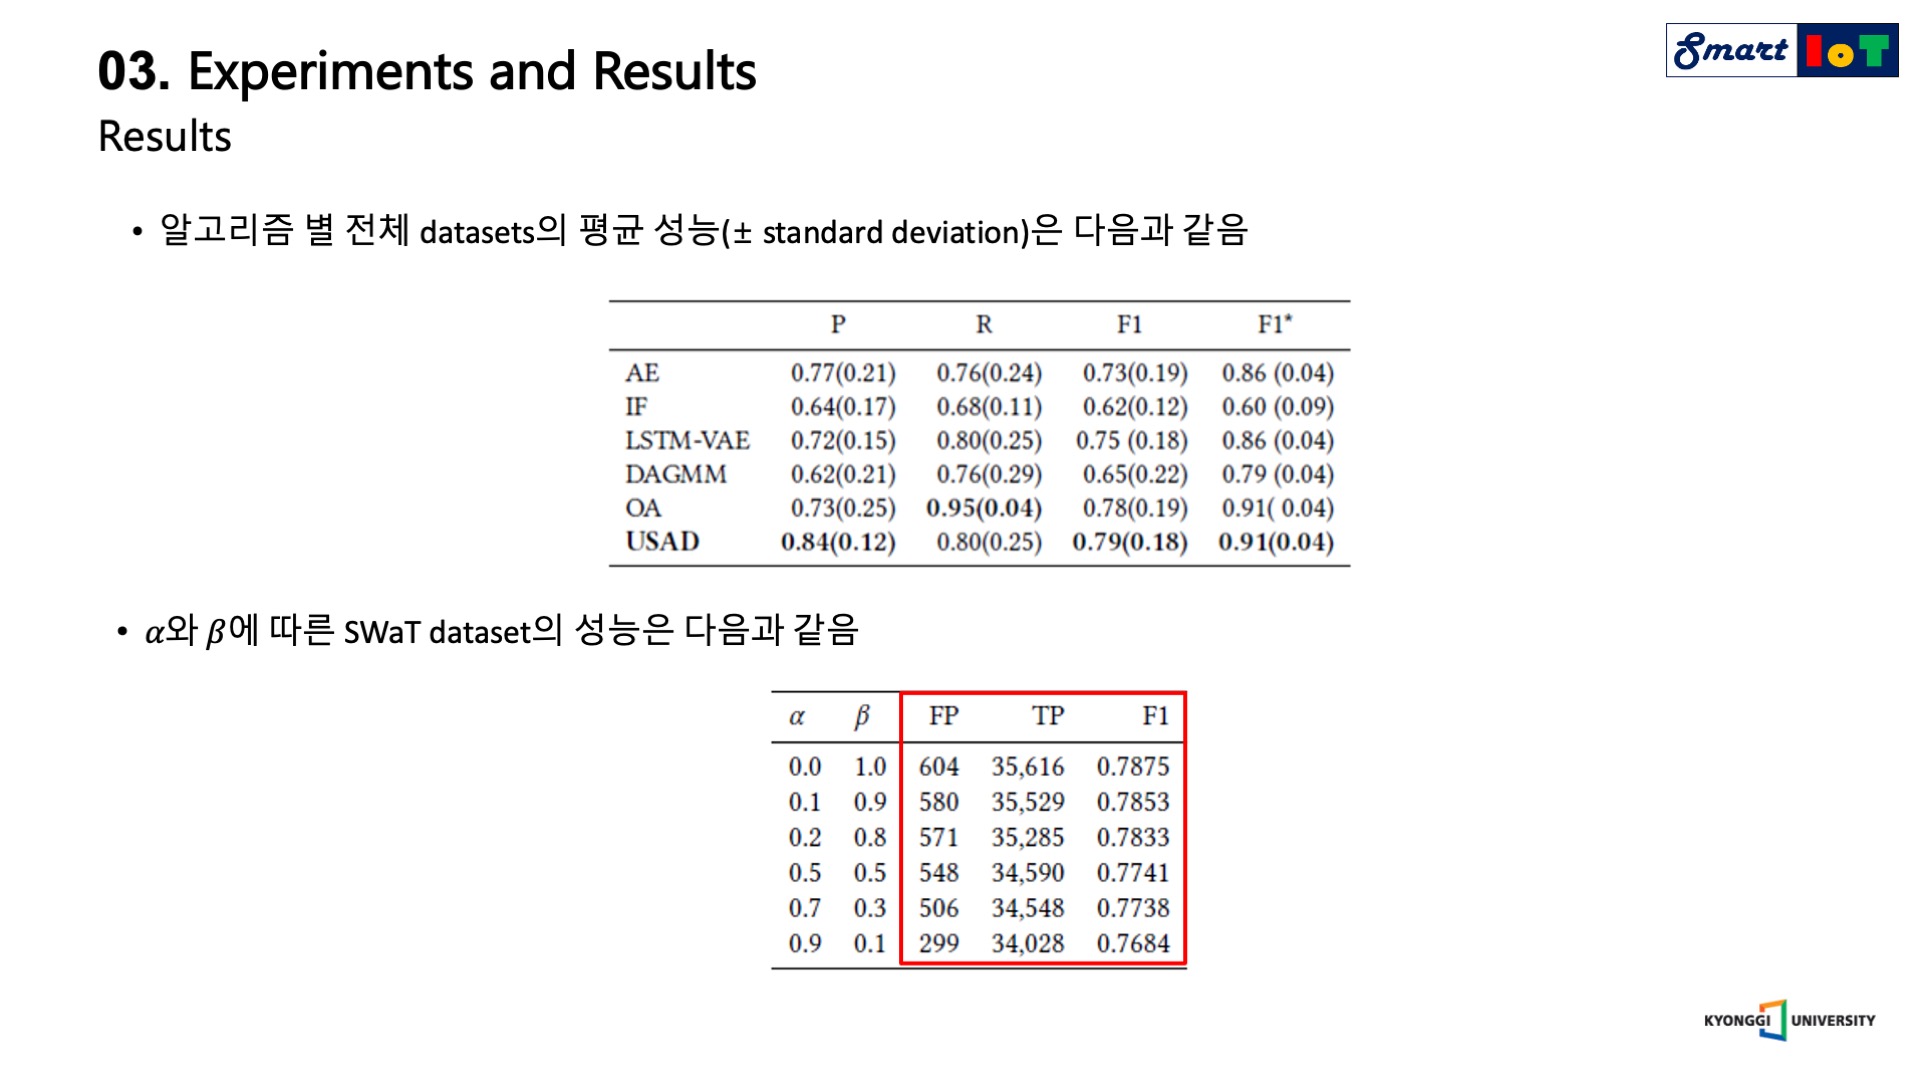 03. Experiments and Results
Smart IoT
Results
• 알고리즘 별 전체 datasets의 평균 성능(± standard deviation)은 다음과 같음
P R F1 F1*
AE 0.77(0.21) 0.76(0.24) 0.73(0.19) 0.86 (0.04)
IF 0.64(0.17) 0.68(0.11) 0.62(0.12) 0.60 (0.09)
LSTM-VAE 0.72(0.15) 0.80(0.25) 0.75 (0.18) 0.86 (0.04)
DAGMM 0.62(0.21) 0.76(0.29) 0.65(0.22) 0.79 (0.04)
OA 0.73(0.25) 0.95(0.04) 0.78(0.19) 0.91( 0.04)
USAD 0.84(0.12) 0.80(0.25) 0.79(0.18) 0.91(0.04)
• α와 β에 따른 SWaT dataset의 성능은 다음과 같음
α β FP TP F1
0.0 1.0 604 35,616 0.7875
0.1 0.9 580 35,529 0.7853
0.2 0.8 571 35,285 0.7833
0.5 0.5 548 34,590 0.7741
0.7 0.3 506 34,548 0.7738
0.9 0.1 299 34,028 0.7684
KYONGGI UNIVERSITY